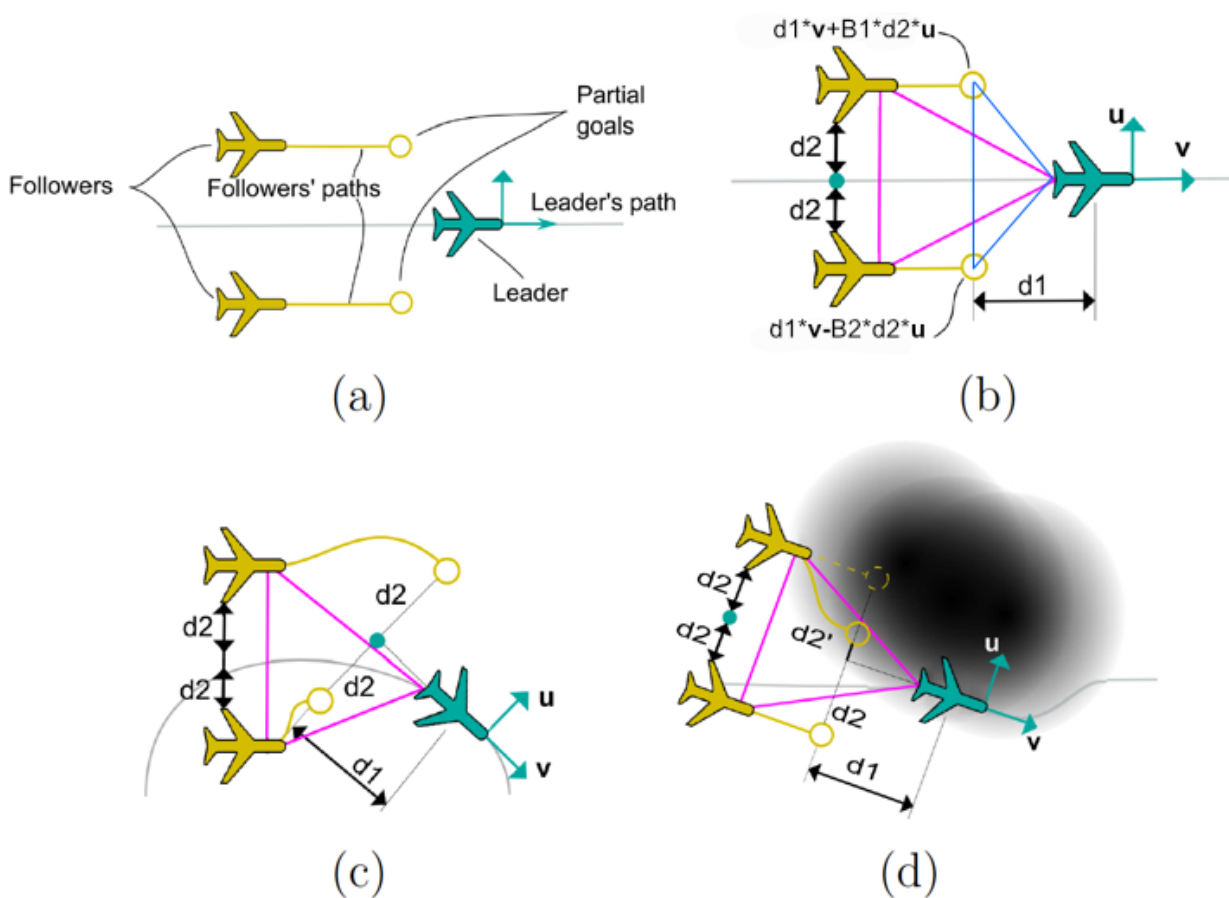 Followers
Followers' paths
Partial
goals
Leader's path
Leader
(a)
d1*v+B1*d2*u
d2
d2
u
v
d1
d1*v-B2*d2*u
(b)
d2
d2
d2
d2
d1
u
v
(c)
d2
d2
d2'
d2
d1
u
v
(d)